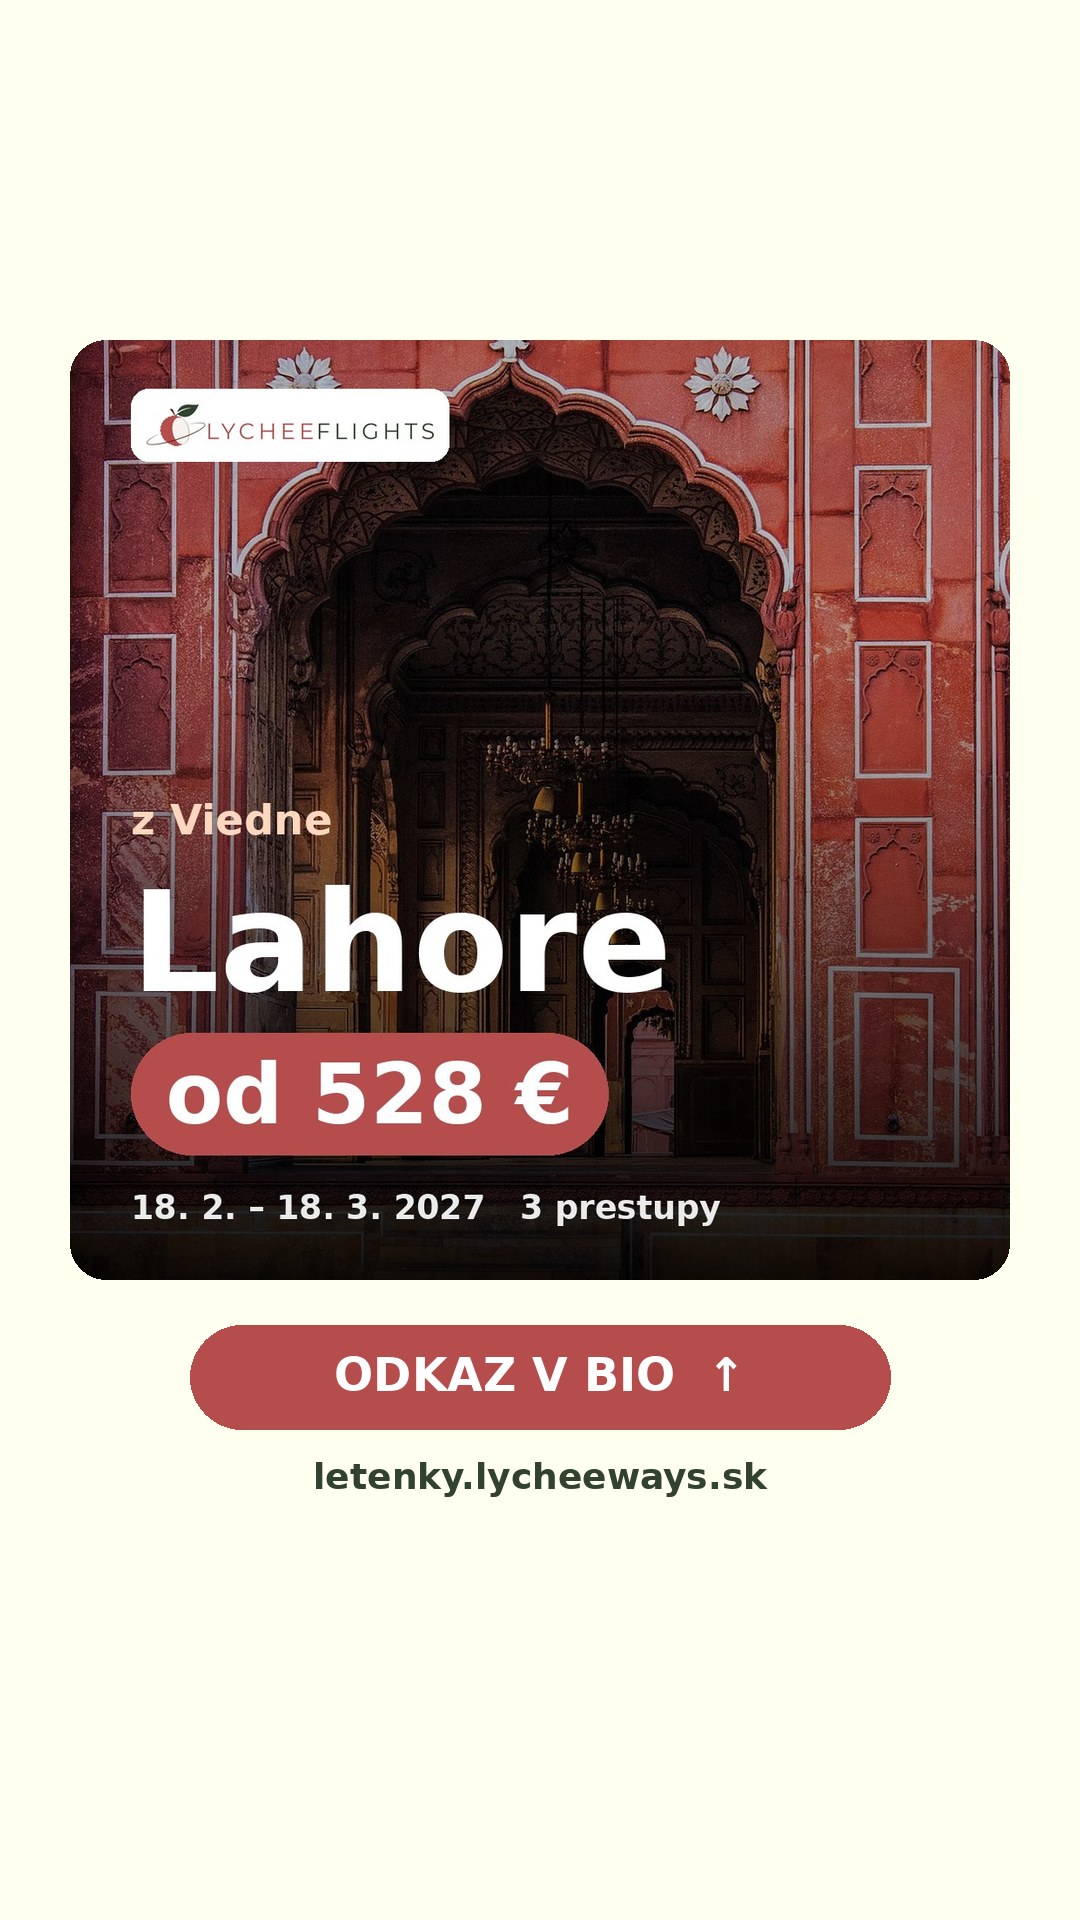 LYCHEEFLIGHTS
z Viedne
Lahore
od 528 €
18. 2. – 18. 3. 2027 3 prestupy
ODKAZ V BIO ↑
letenky.lycheeways.sk